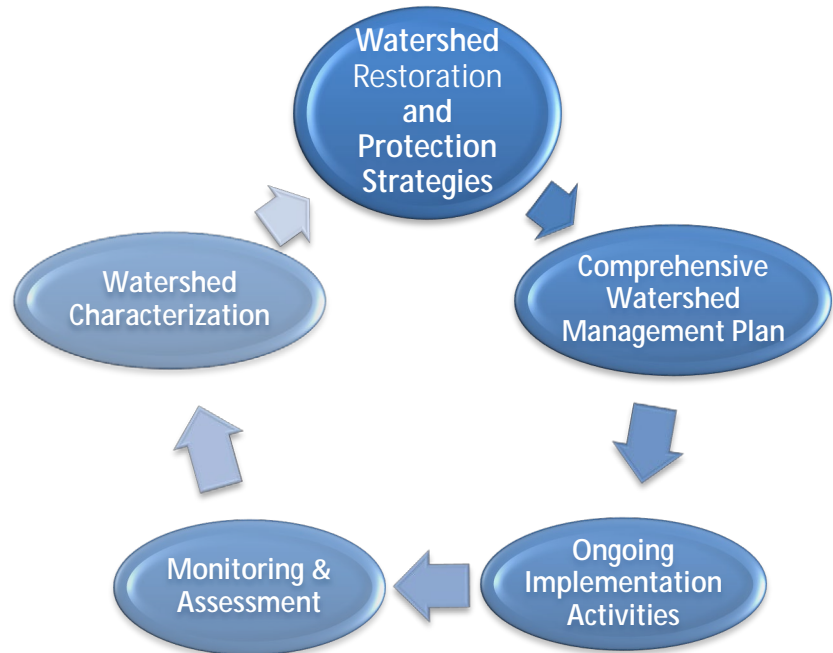 Watershed
Restoration
and
Protection
Strategies
Comprehensive
Watershed
Management Plan
Ongoing
Implementation
Activities
Monitoring &
Assessment
Watershed
Characterization